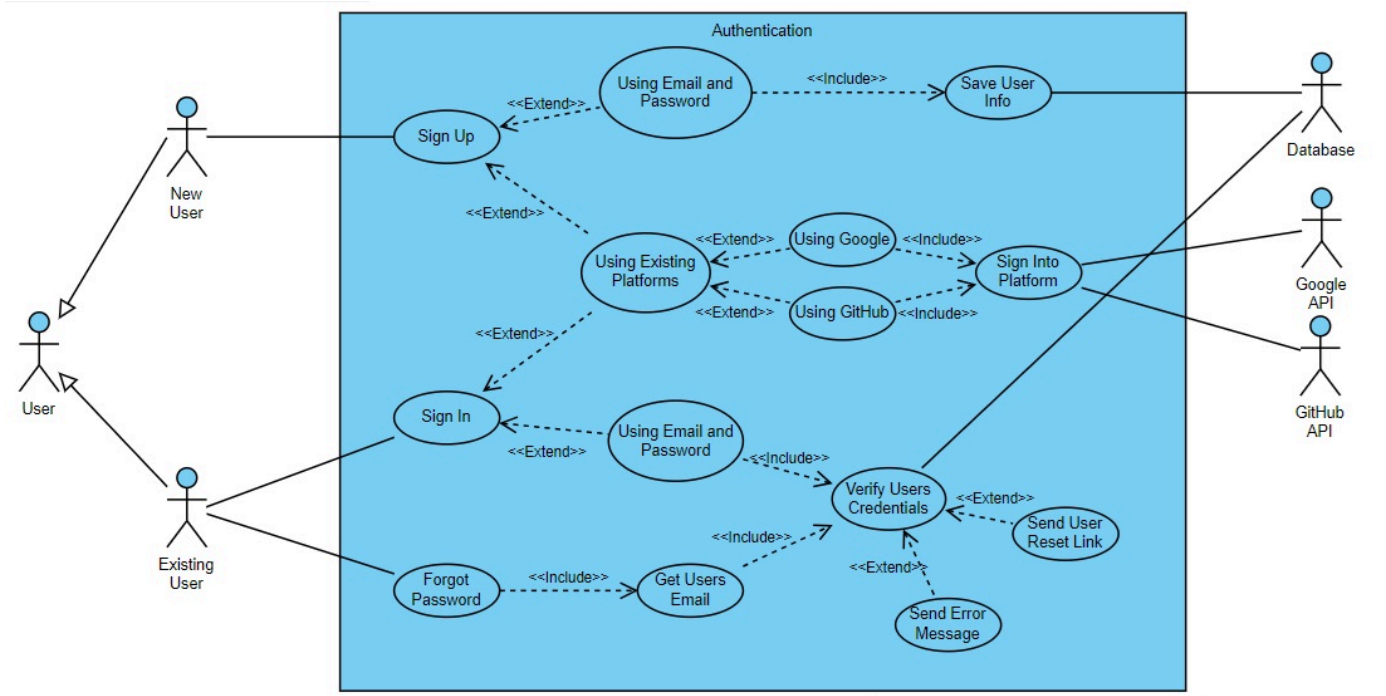 Authentication
Using Email and
Password
<<Include>>
Save User
Info
<<Extend>>
Sign Up
New
User
Database
<<Extend>>
Using Existing
Platforms
<<Extend>>
Using Google
<<Include>>
Sign Into
Platform
<<Extend>>
Using GitHub
<<Include>>
Google
API
GitHub
API
User
<<Extend>>
Sign In
<<Extend>>
Using Email and
Password
<<Include>>
Verify Users
Credentials
<<Extend>>
Send User
Reset Link
Existing
User
Forgot
Password
<<Include>>
Get Users
Email
<<Include>>
<<Extend>>
Send Error
Message